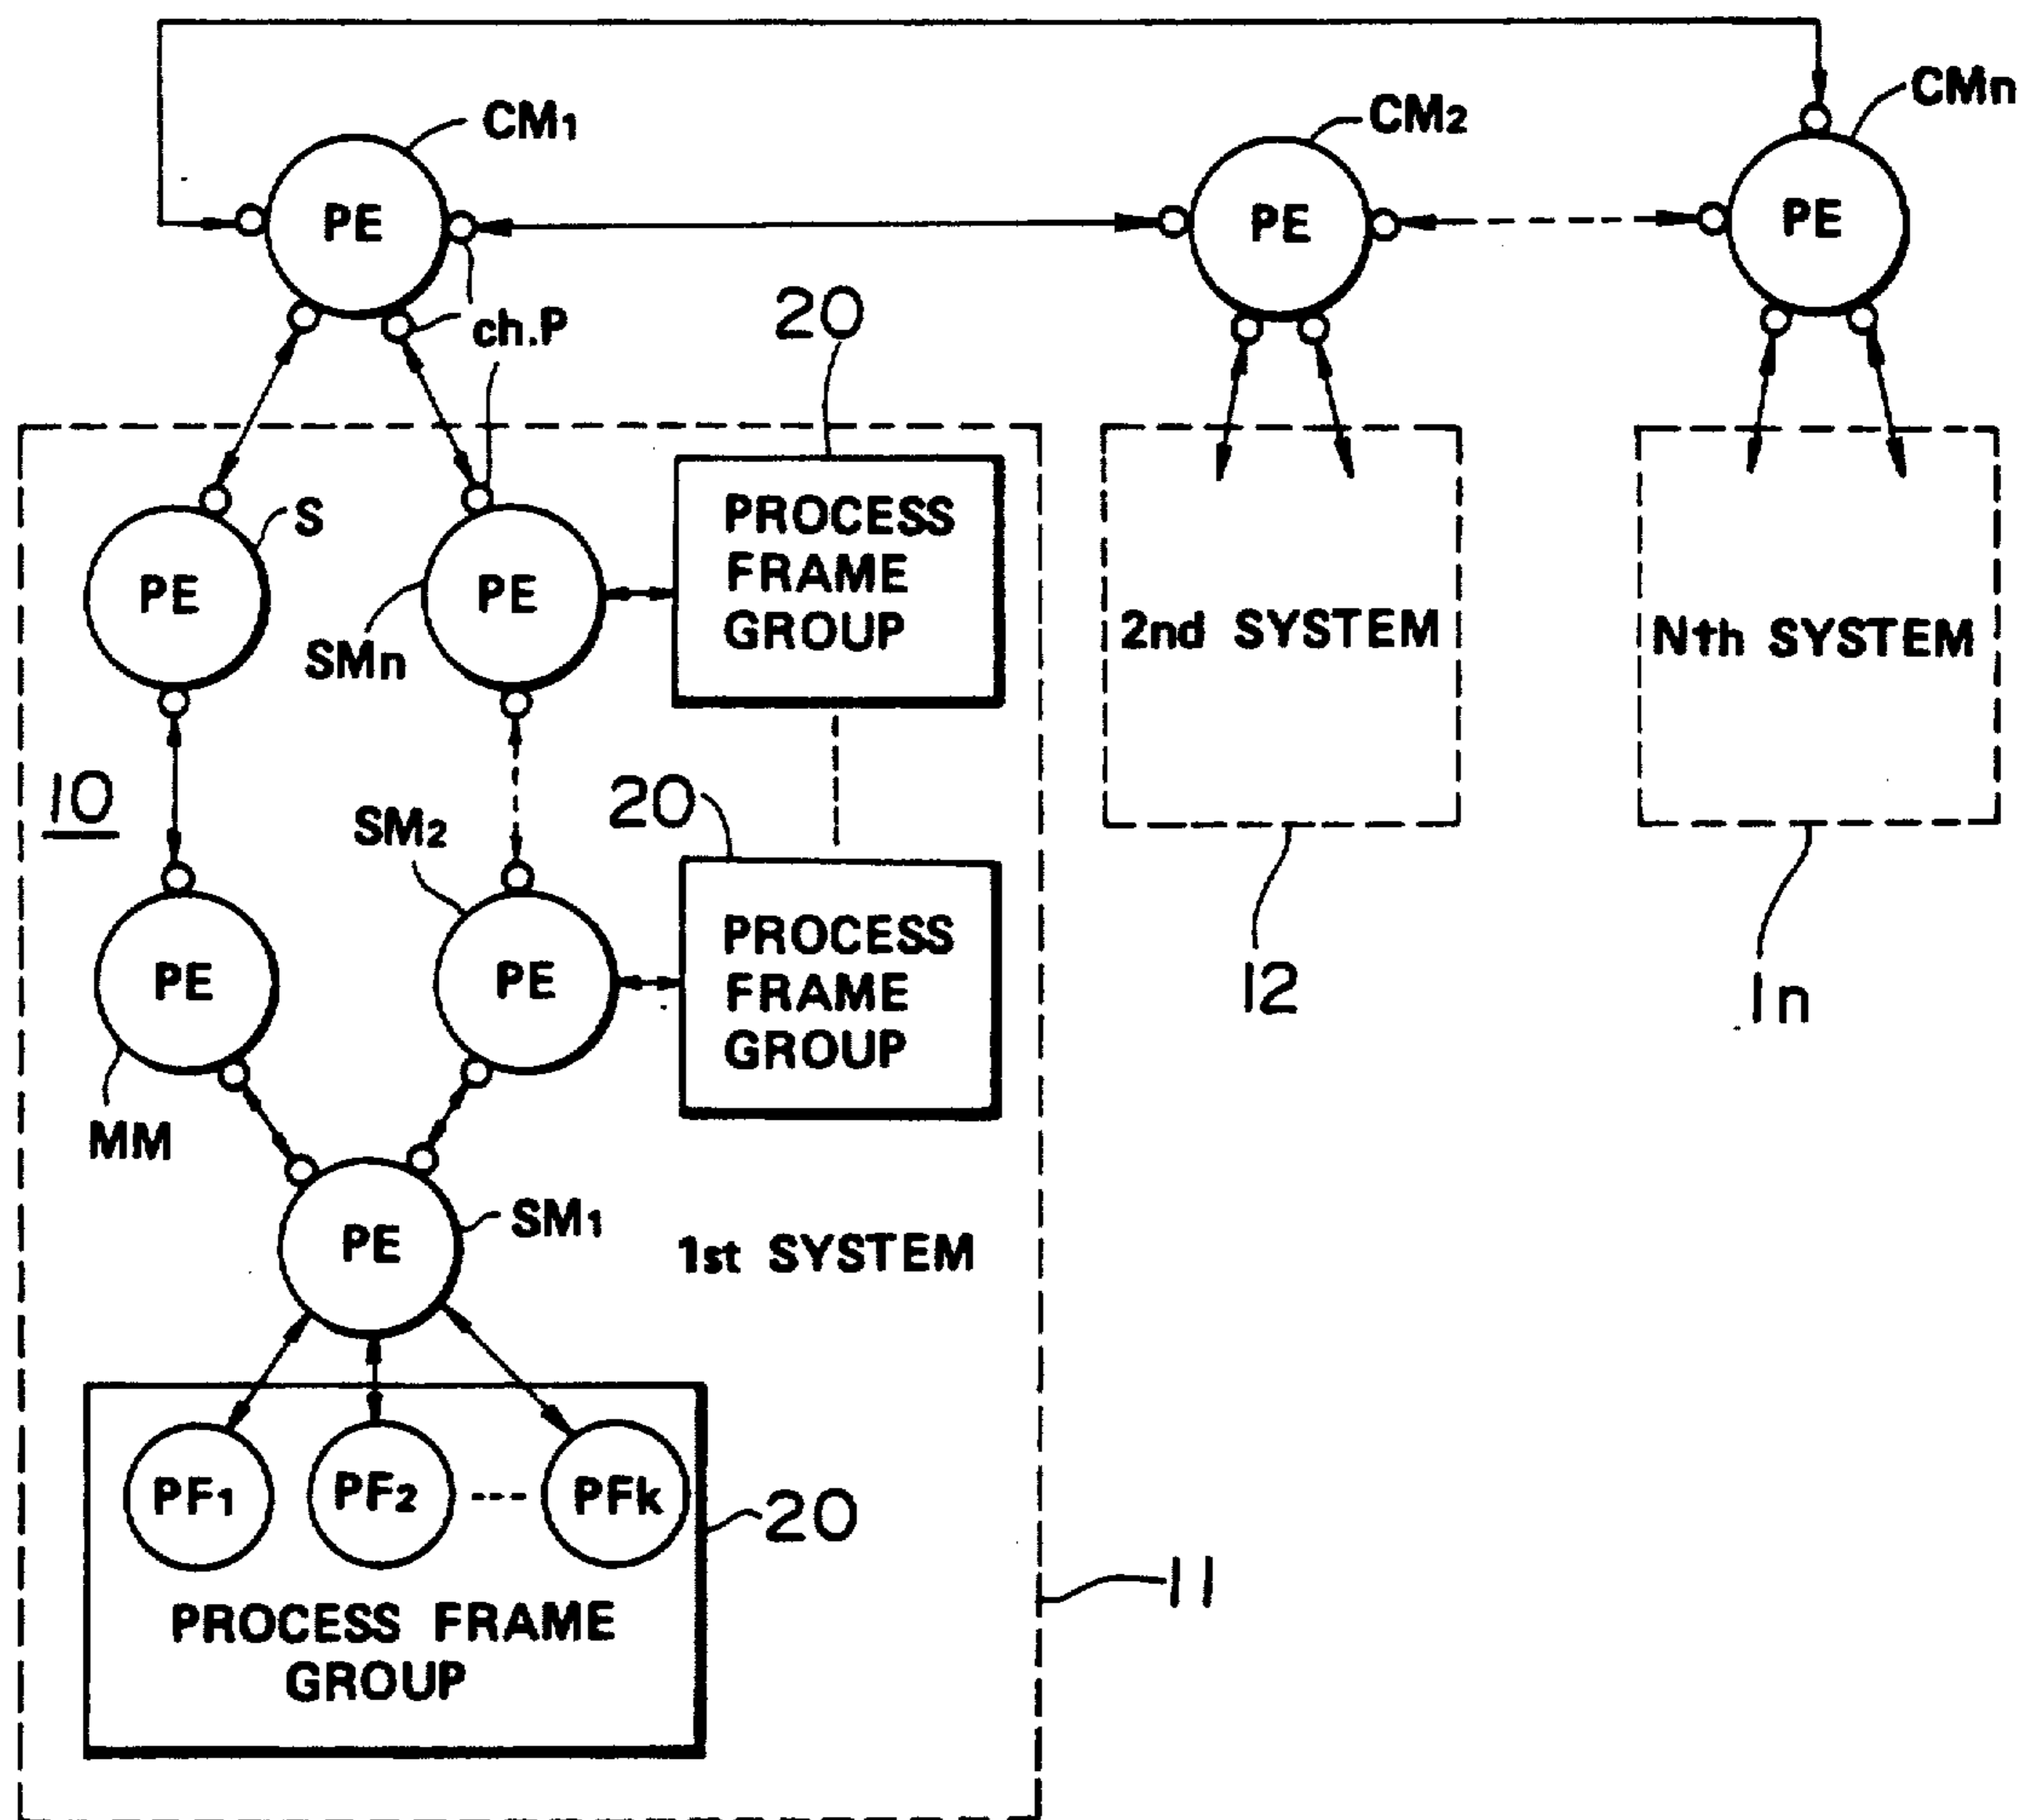 CM1
CM2
CMn
PE
PE
PE
ch.P
20
S
PE
PE
SMn
PROCESS
FRAME
GROUP
2nd SYSTEM
Nth SYSTEM
10
SM2
20
PE
PE
PROCESS
FRAME
GROUP
12
1n
MM
PE
SM1
1st SYSTEM
PF1
PF2
PFk
20
11
PROCESS FRAME
GROUP